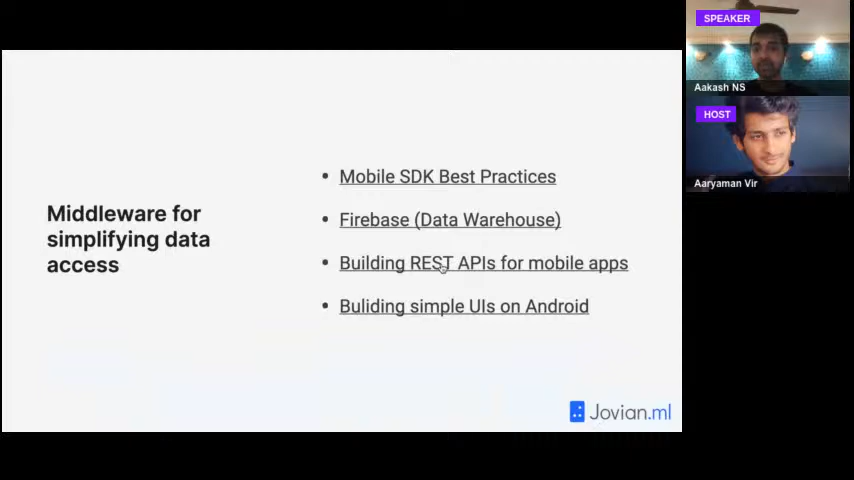 SPEAKER
Aakash NS
HOST
Aaryaman Vir
Middleware for
simplifying data
access
• Mobile SDK Best Practices
• Firebase (Data Warehouse)
• Building REST APIs for mobile apps
• Buliding simple UIs on Android
Jovian.ml